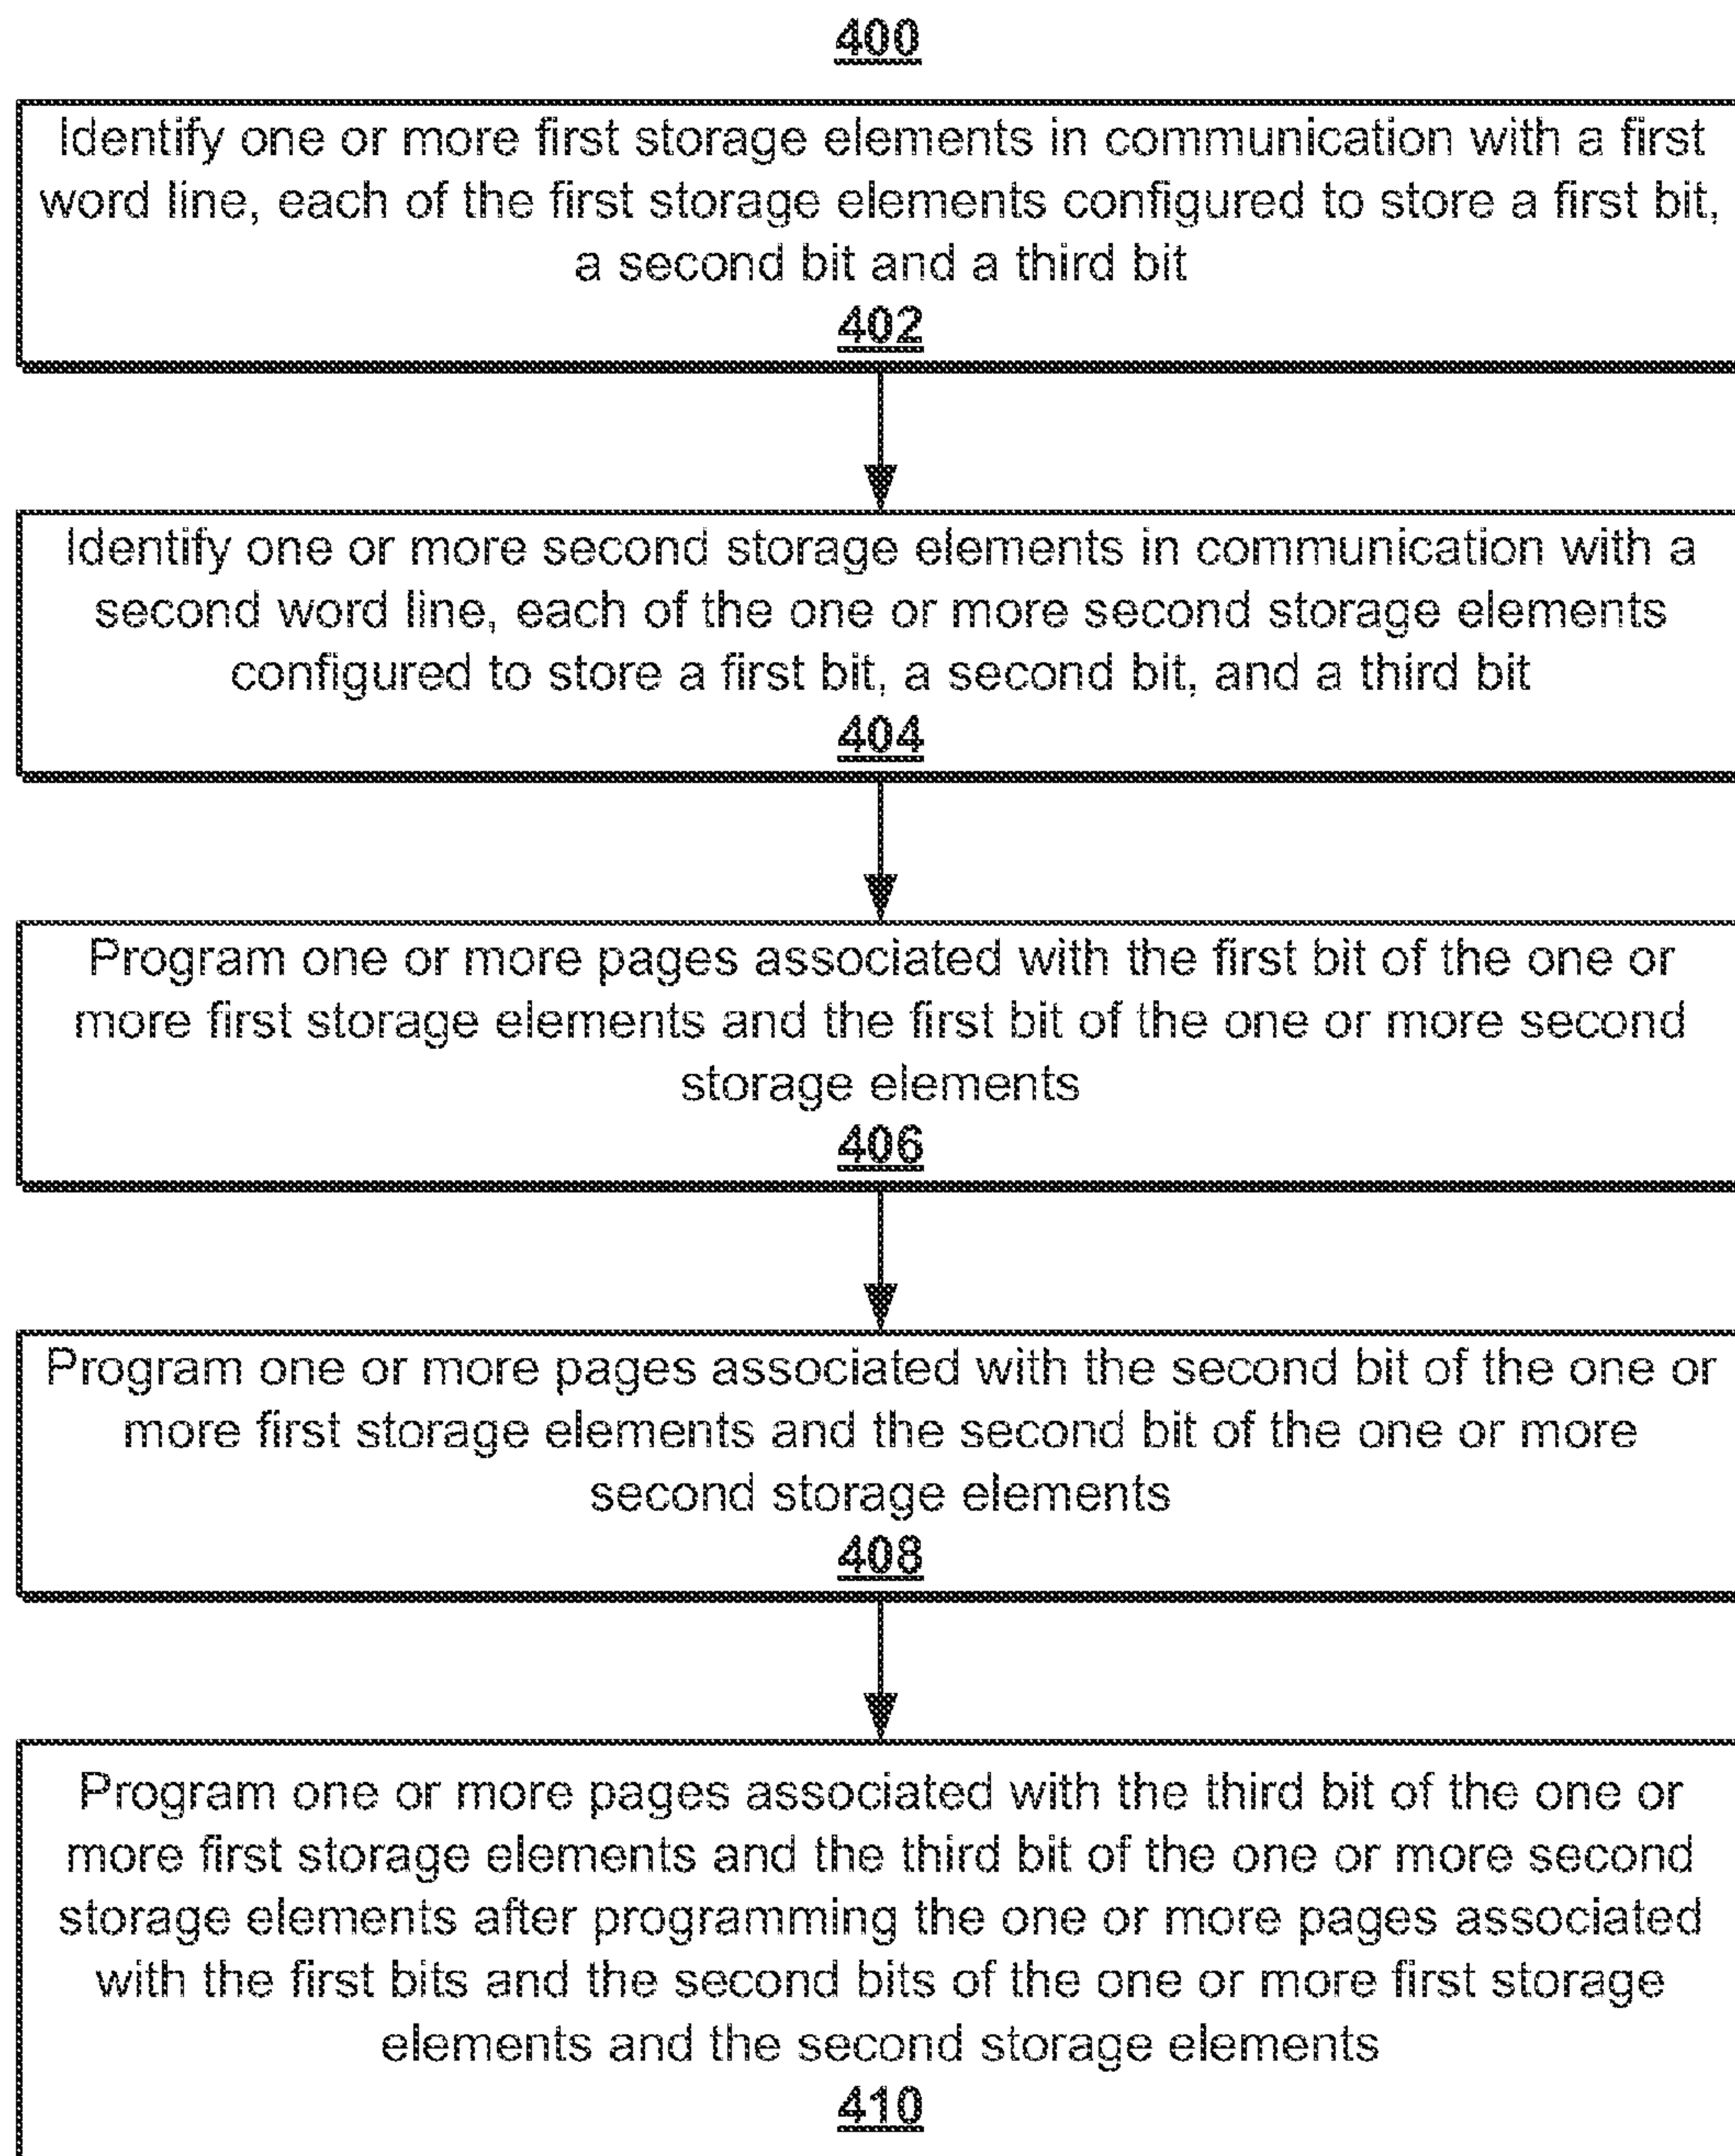 400
Identify one or more first storage elements in communication with a first
word line, each of the first storage elements configured to store a first bit,
a second bit and a third bit
402
Identify one or more second storage elements in communication with a
second word line, each of the one or more second storage elements
configured to store a first bit, a second bit, and a third bit
404
Program one or more pages associated with the first bit of the one or
more first storage elements and the first bit of the one or more second
storage elements
406
Program one or more pages associated with the second bit of the one or
more first storage elements and the second bit of the one or more
second storage elements
408
Program one or more pages associated with the third bit of the one or
more first storage elements and the third bit of the one or more second
storage elements after programming the one or more pages associated
with the first bits and the second bits of the one or more first storage
elements and the second storage elements
410